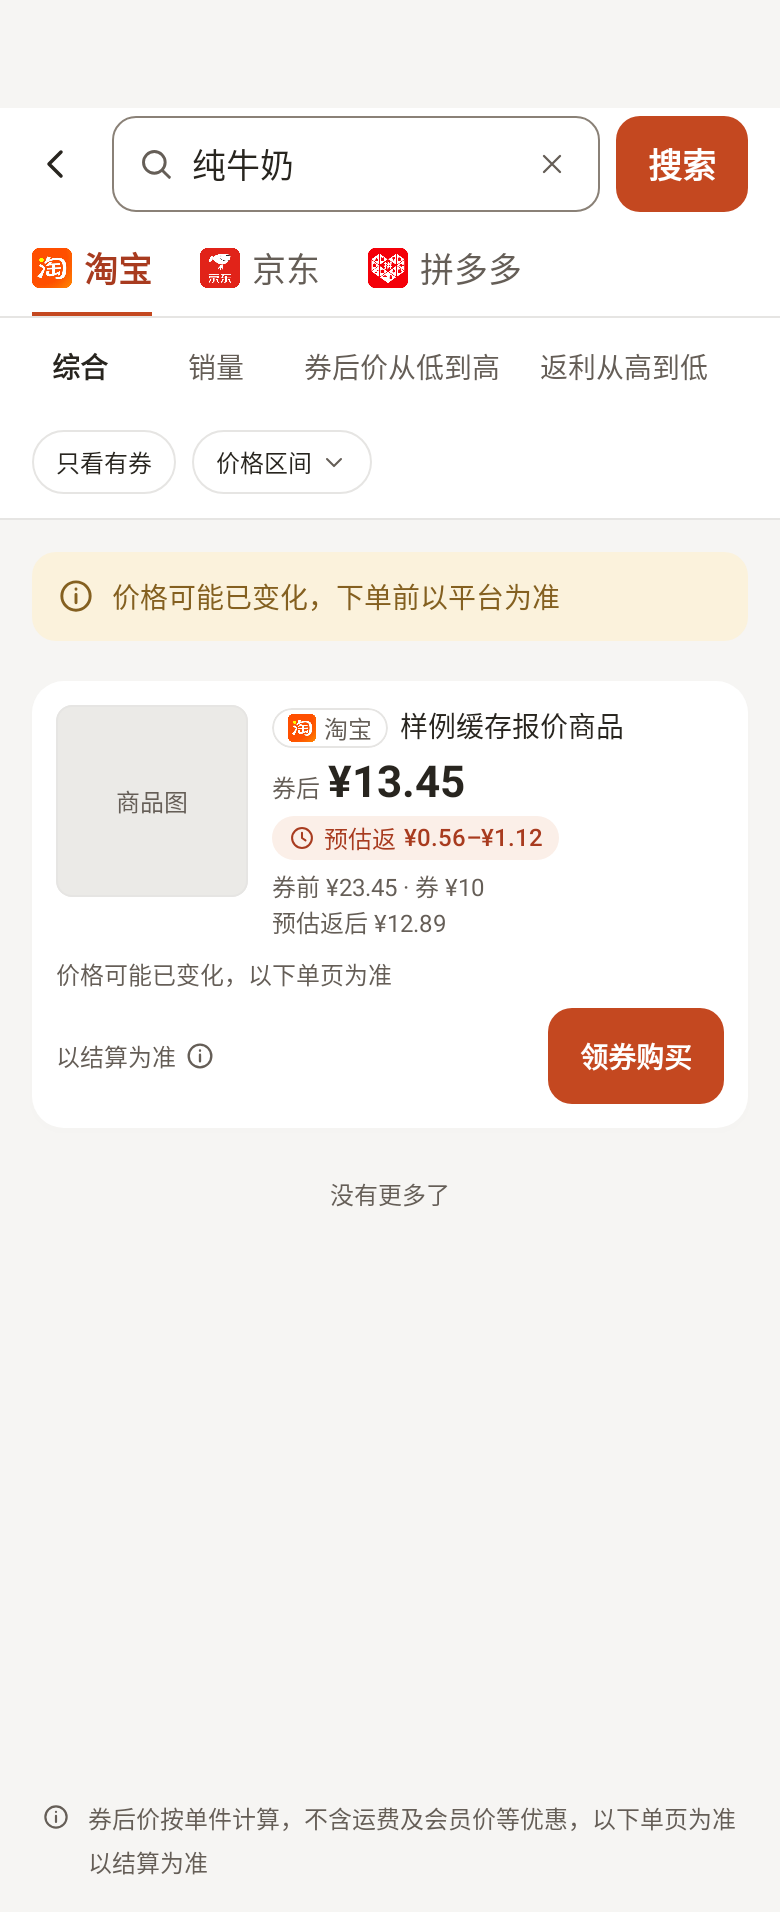 纯牛奶
搜索
淘 淘宝 京东 京东 拼多多
综合 销量 券后价从低到高 返利从高到低
只看有券 价格区间
价格可能已变化，下单前以平台为准
商品图
淘 淘宝 样例缓存报价商品
券后 ¥13.45
预估返 ¥0.56–¥1.12
券前 ¥23.45 · 券 ¥10
预估返后 ¥12.89
价格可能已变化，以下单页为准
以结算为准
领券购买
没有更多了
券后价按单件计算，不含运费及会员价等优惠，以下单页为准
以结算为准